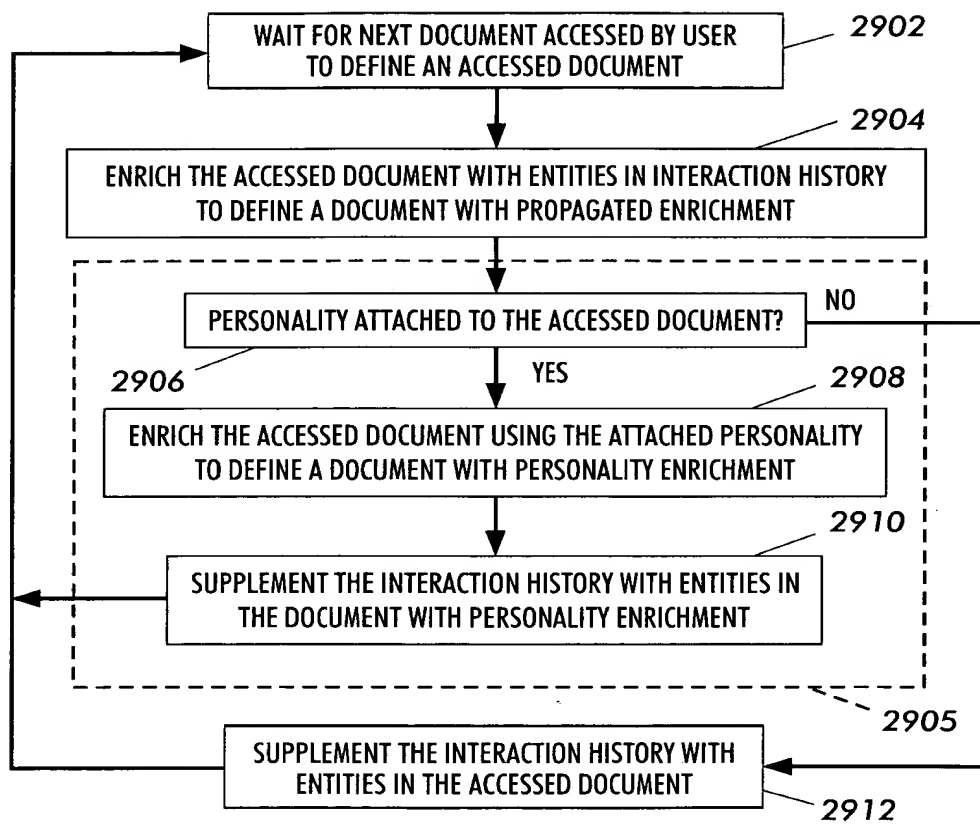 WAIT FOR NEXT DOCUMENT ACCESSED BY USER
TO DEFINE AN ACCESSED DOCUMENT
2902
2904
ENRICH THE ACCESSED DOCUMENT WITH ENTITIES IN INTERACTION HISTORY
TO DEFINE A DOCUMENT WITH PROPAGATED ENRICHMENT
PERSONALITY ATTACHED TO THE ACCESSED DOCUMENT?
NO
2906
YES
2908
ENRICH THE ACCESSED DOCUMENT USING THE ATTACHED PERSONALITY
TO DEFINE A DOCUMENT WITH PERSONALITY ENRICHMENT
2910
SUPPLEMENT THE INTERACTION HISTORY WITH ENTITIES IN
THE DOCUMENT WITH PERSONALITY ENRICHMENT
2905
SUPPLEMENT THE INTERACTION HISTORY WITH
ENTITIES IN THE ACCESSED DOCUMENT
2912